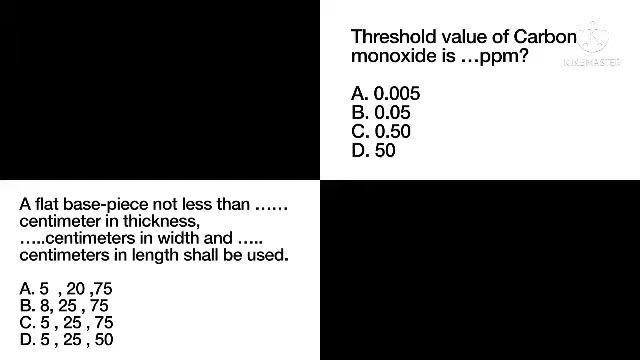 Threshold value of Carbon
monoxide is ...ppm?
A. 0.005
B. 0.05
C. 0.50
D. 50
KINEMASTER
A flat base-piece not less than ......
centimeter in thickness,
.....centimeters in width and .....
centimeters in length shall be used.
A. 5 , 20 ,75
B. 8, 25 , 75
C. 5 , 25 , 75
D. 5 , 25 , 50